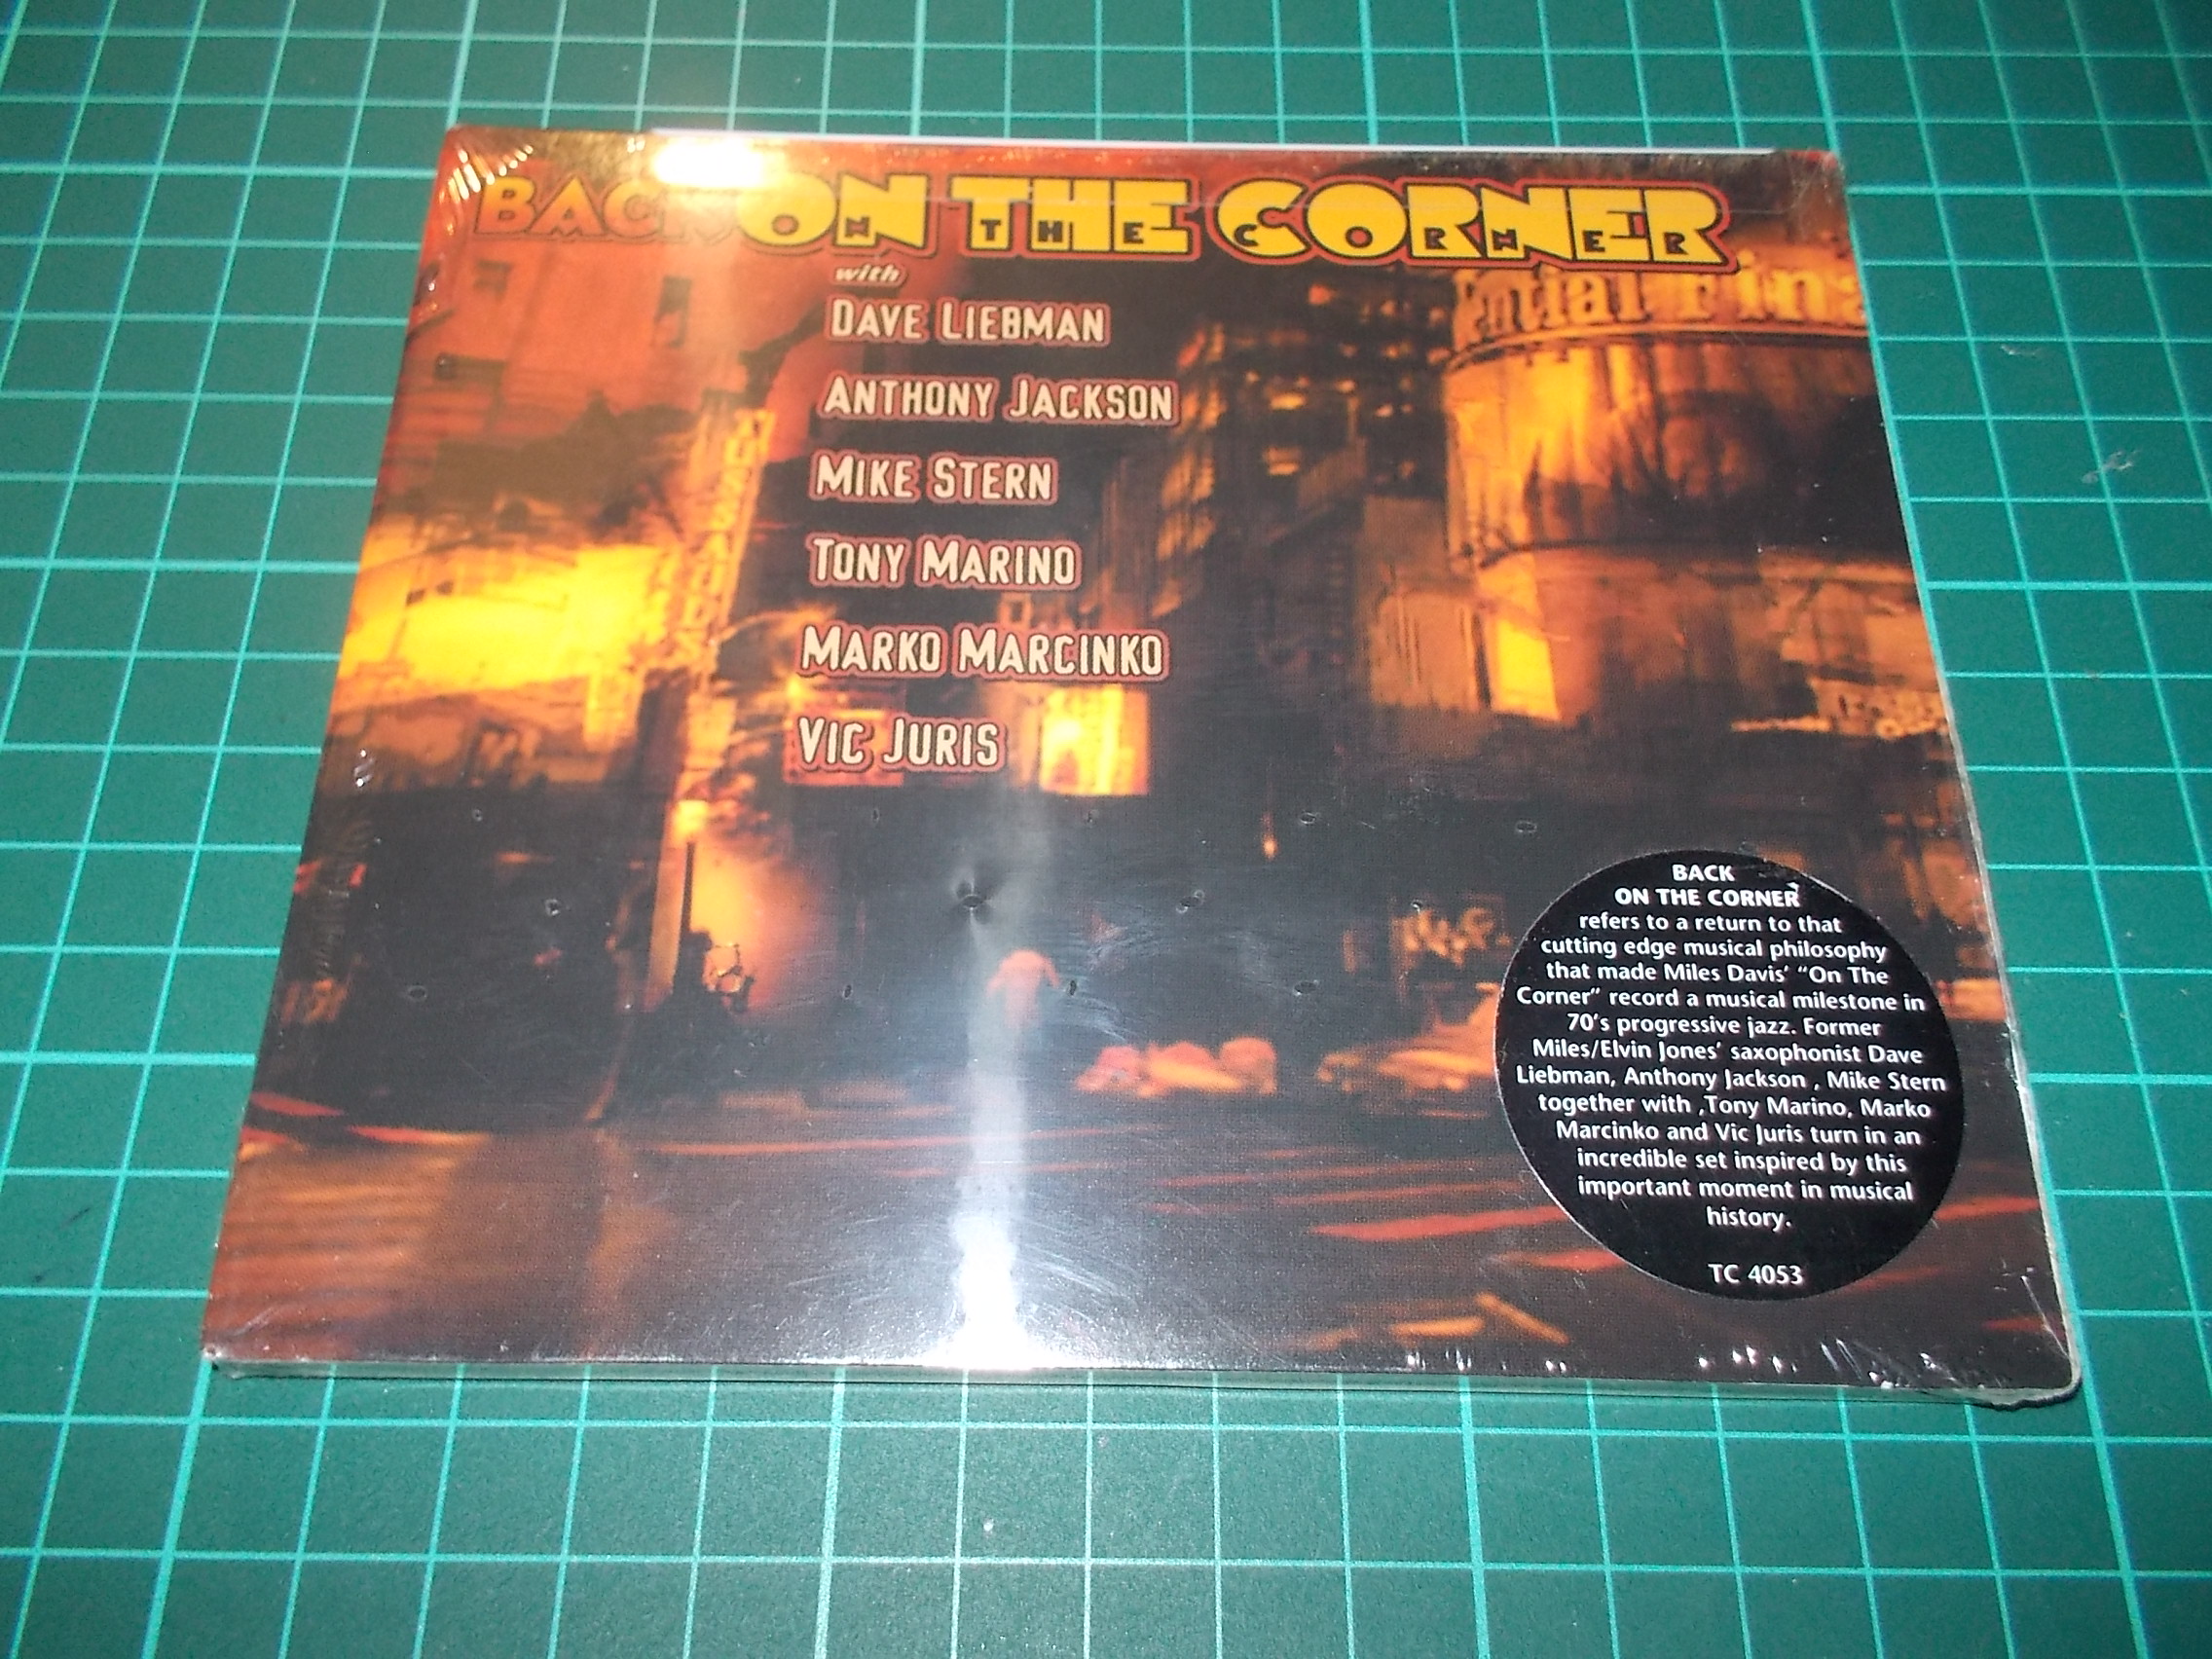 BACK ON THE CORNER
N THE CORNER
with
DAVE LIEBMAN
ANTHONY JACKSON
MIKE STERN
TONY MARINO
MARKO MARCINKO
VIC JURIS
BACK
ON THE CORNER
refers to a return to that
cutting edge musical philosophy
that made Miles Davis' “On The
Corner” record a musical milestone in
70's progressive jazz. Former
Miles/Elvin Jones' saxophonist Dave
Liebman, Anthony Jackson , Mike Stern
together with ,Tony Marino, Marko
Marcinko and Vic Juris turn in an
incredible set inspired by this
important moment in musical
history.
TC 4053